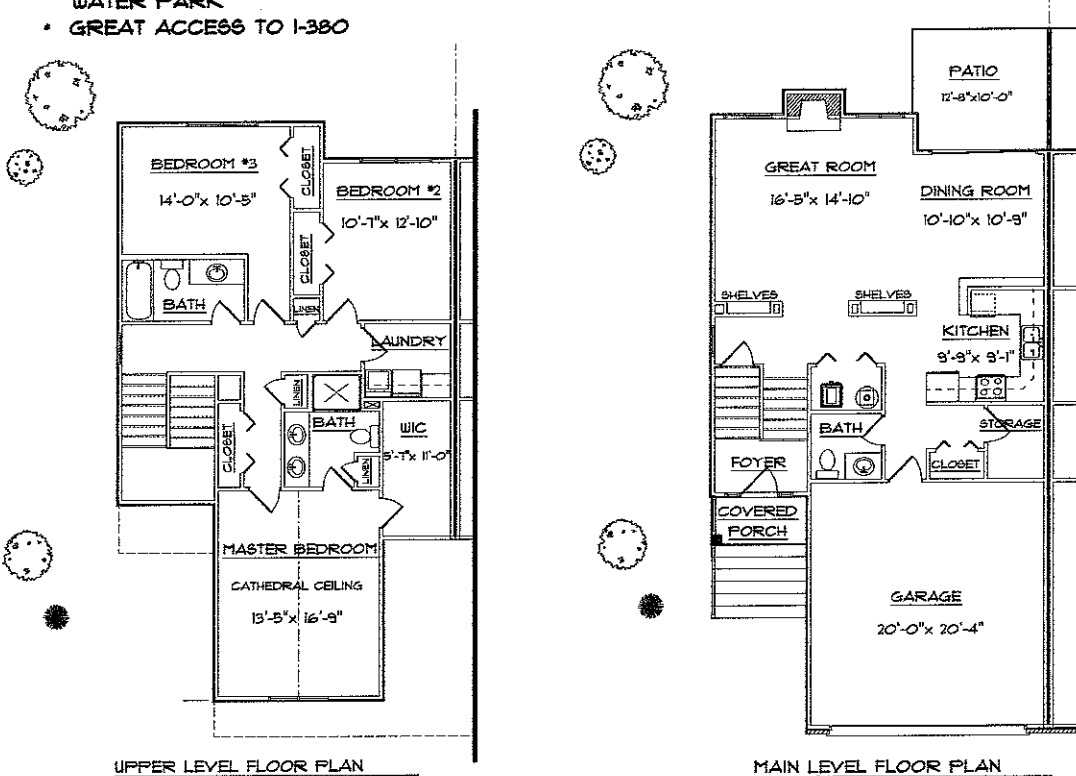 WATER PARK
* GREAT ACCESS TO I-380
BEDROOM #3
14'-0" x 10'-5"
CLOSET
BEDROOM #2
10'-7" x 12'-10"
CLOSET
BATH
LINEN
LAUNDRY
LINEN
BATH
CLOSET
WIC
5'-7" x 11'-0"
LINEN
MASTER BEDROOM
CATHEDRAL CEILING
13'-5" x 16'-9"
UPPER LEVEL FLOOR PLAN
PATIO
12'-8" x 10'-0"
GREAT ROOM
16'-5" x 14'-10"
DINING ROOM
10'-10" x 10'-9"
SHELVES
SHELVES
KITCHEN
9'-9" x 9'-1"
BATH
STORAGE
FOYER
CLOSET
COVERED
PORCH
GARAGE
20'-0" x 20'-4"
MAIN LEVEL FLOOR PLAN